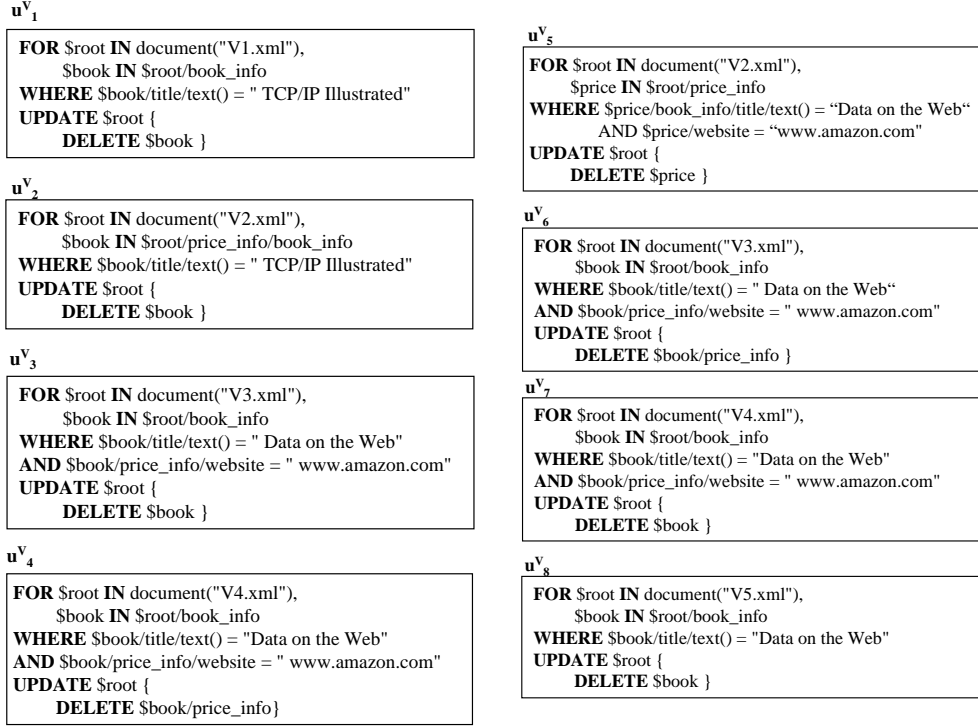 u^V_1
FOR $root IN document("V1.xml"),
$book IN $root/book_info
WHERE $book/title/text() = " TCP/IP Illustrated"
UPDATE $root {
DELETE $book }
u^V_2
FOR $root IN document("V2.xml"),
$book IN $root/price_info/book_info
WHERE $book/title/text() = " TCP/IP Illustrated"
UPDATE $root {
DELETE $book }
u^V_3
FOR $root IN document("V3.xml"),
$book IN $root/book_info
WHERE $book/title/text() = " Data on the Web"
AND $book/price_info/website = " www.amazon.com"
UPDATE $root {
DELETE $book }
u^V_4
FOR $root IN document("V4.xml"),
$book IN $root/book_info
WHERE $book/title/text() = "Data on the Web"
AND $book/price_info/website = " www.amazon.com"
UPDATE $root {
DELETE $book/price_info}
u^V_5
FOR $root IN document("V2.xml"),
$price IN $root/price_info
WHERE $price/book_info/title/text() = “Data on the Web“
AND $price/website = “www.amazon.com"
UPDATE $root {
DELETE $price }
u^V_6
FOR $root IN document("V3.xml"),
$book IN $root/book_info
WHERE $book/title/text() = " Data on the Web“
AND $book/price_info/website = " www.amazon.com"
UPDATE $root {
DELETE $book/price_info }
u^V_7
FOR $root IN document("V4.xml"),
$book IN $root/book_info
WHERE $book/title/text() = "Data on the Web"
AND $book/price_info/website = " www.amazon.com"
UPDATE $root {
DELETE $book }
u^V_8
FOR $root IN document("V5.xml"),
$book IN $root/book_info
WHERE $book/title/text() = "Data on the Web"
UPDATE $root {
DELETE $book }